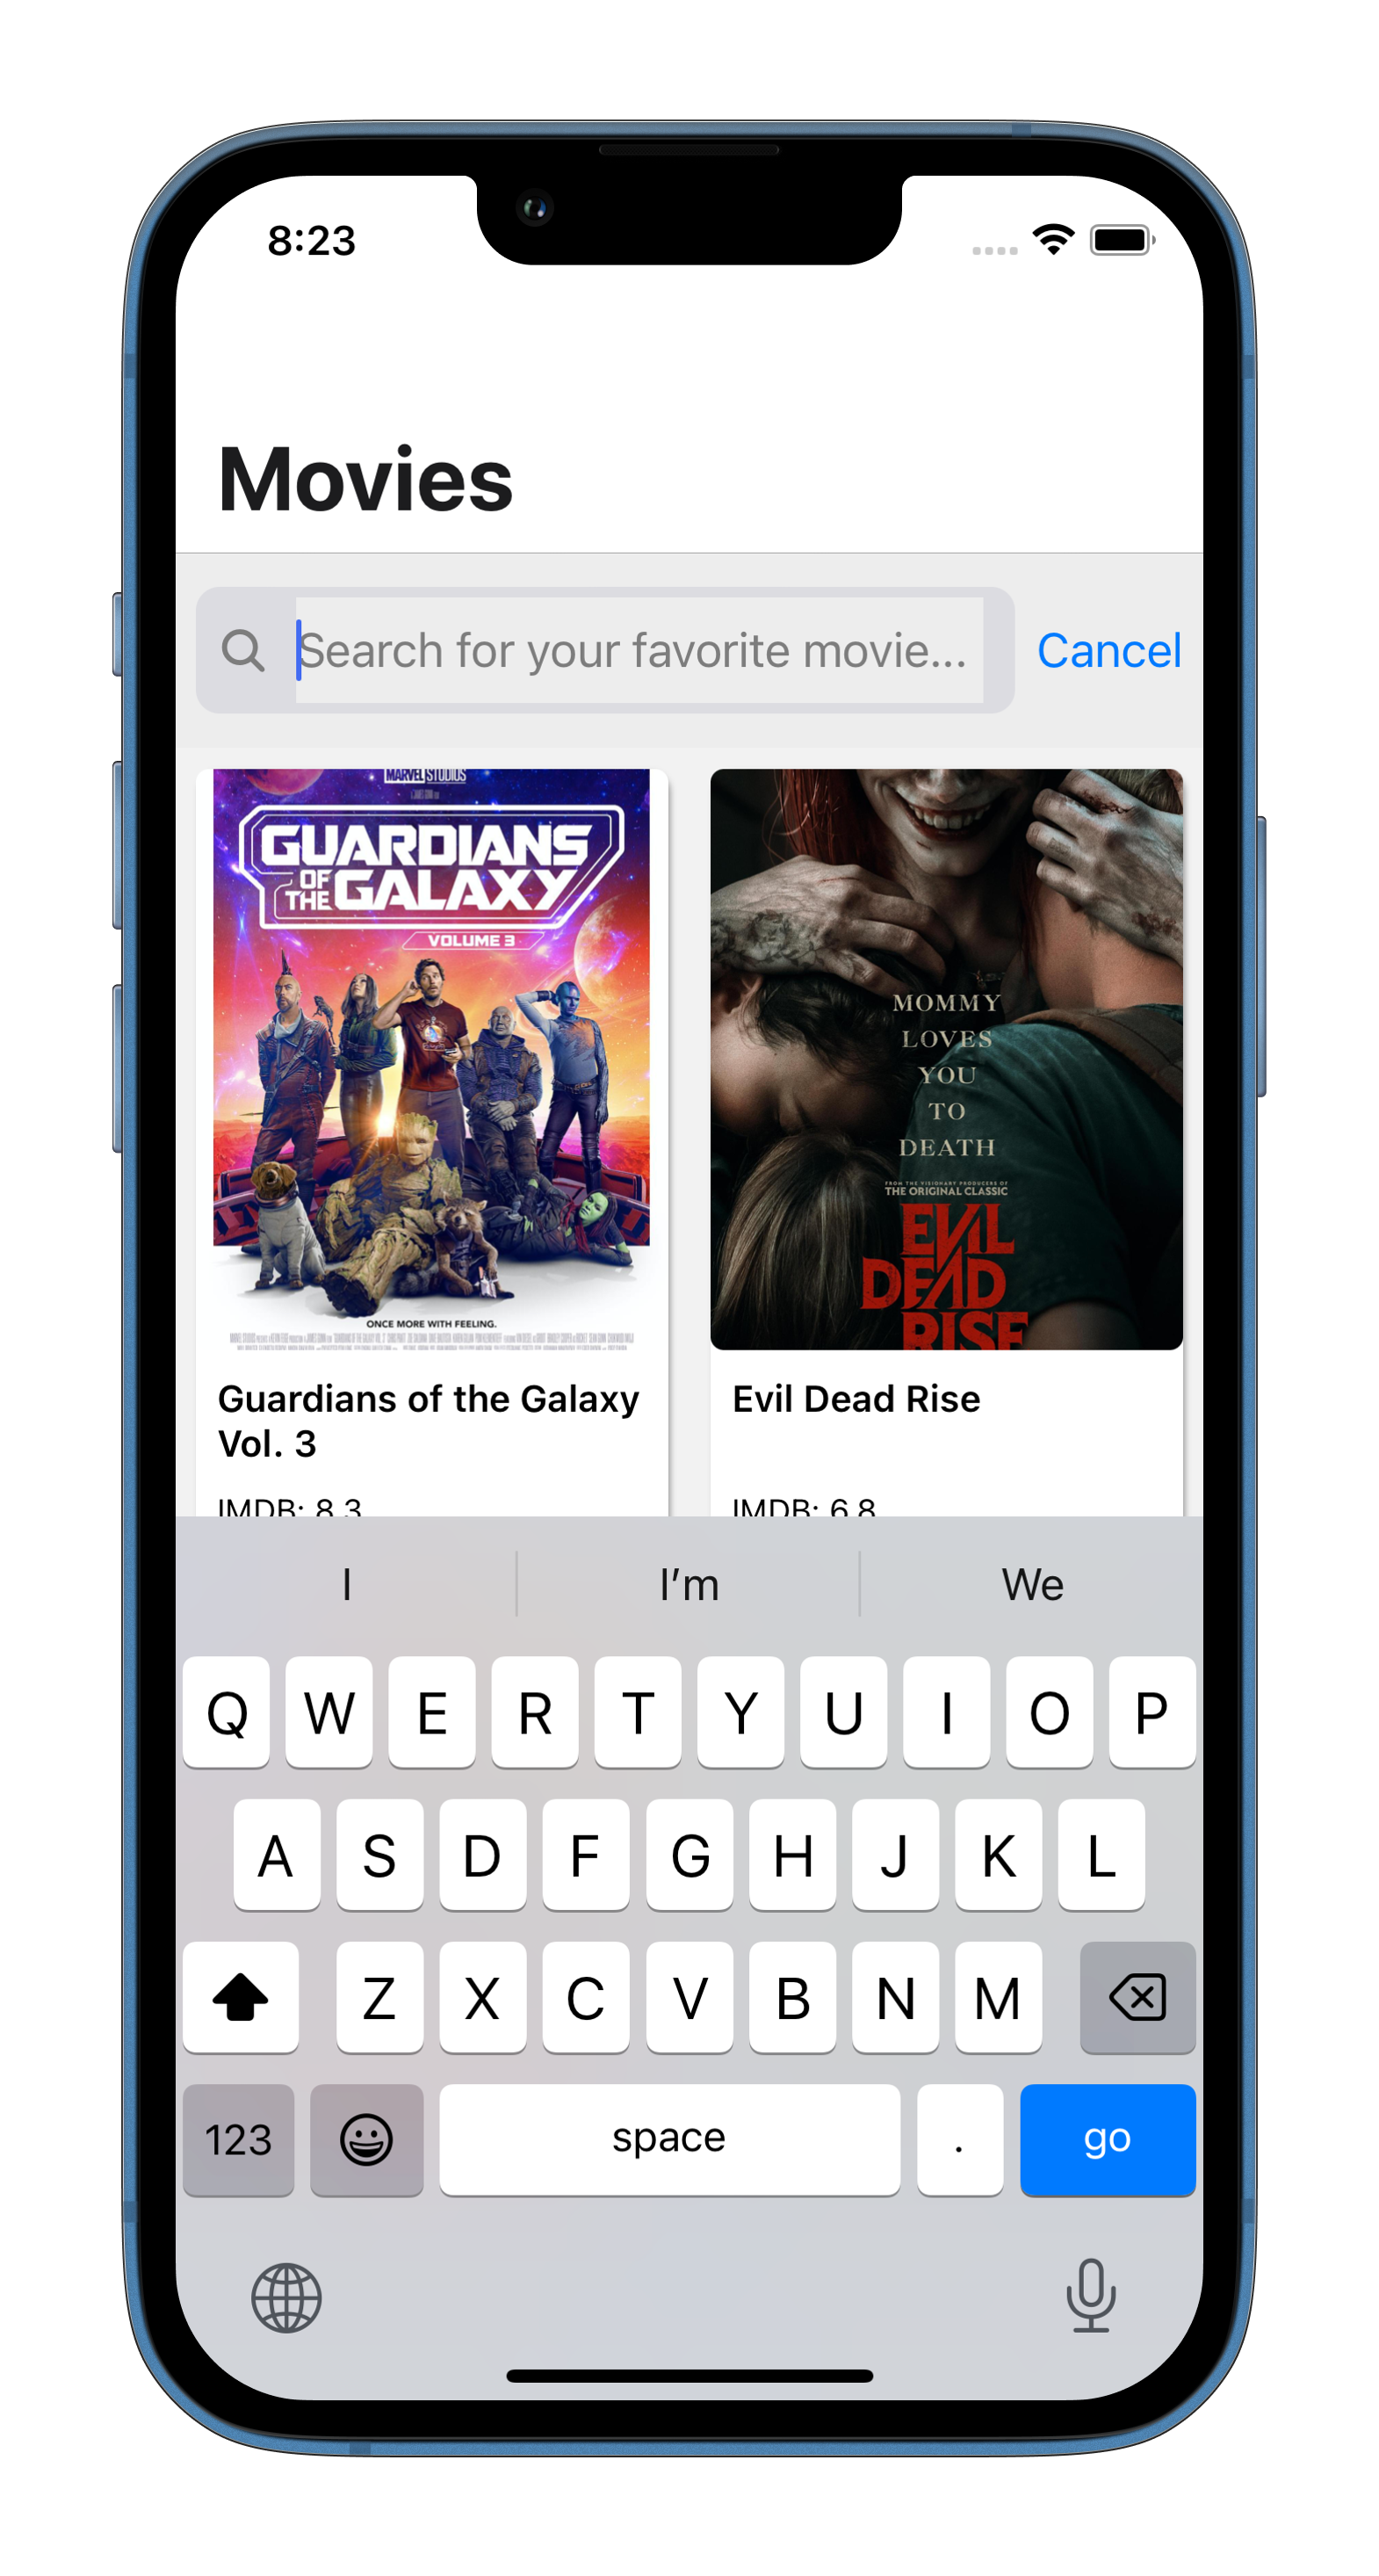 8:23
Movies
Search for your favorite movie...
Cancel
MARVEL STUDIOS
GUARDIANS
OF THE GALAXY
VOLUME 3
ONCE MORE WITH FEELING.
Guardians of the Galaxy
Vol. 3
IMDB: 8.3
MOMMY
LOVES
YOU
TO
DEATH
FROM THE VISIONARY PRODUCERS OF
THE ORIGINAL CLASSIC
EVIL
DEAD
RISE
Evil Dead Rise
IMDB: 6.8
I
I’m
We
Q W E R T Y U I O P
A S D F G H J K L
Z X C V B N M
123
space
.
go